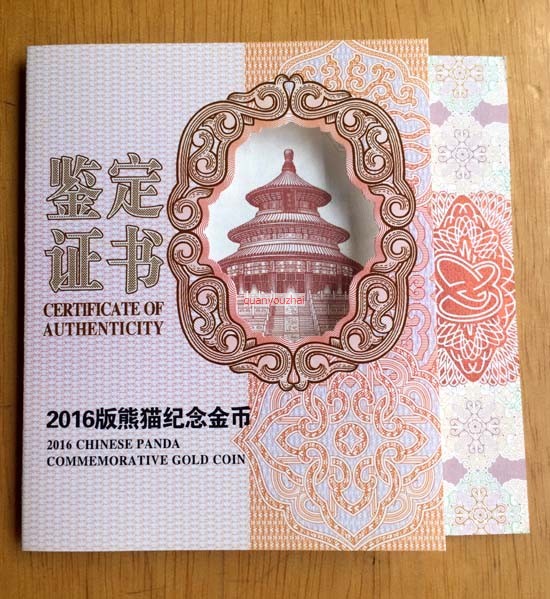 鉴定
证书
CERTIFICATE OF
AUTHENTICITY
quanyouzhai
2016版熊猫纪念金币
2016 CHINESE PANDA
COMMEMORATIVE GOLD COIN